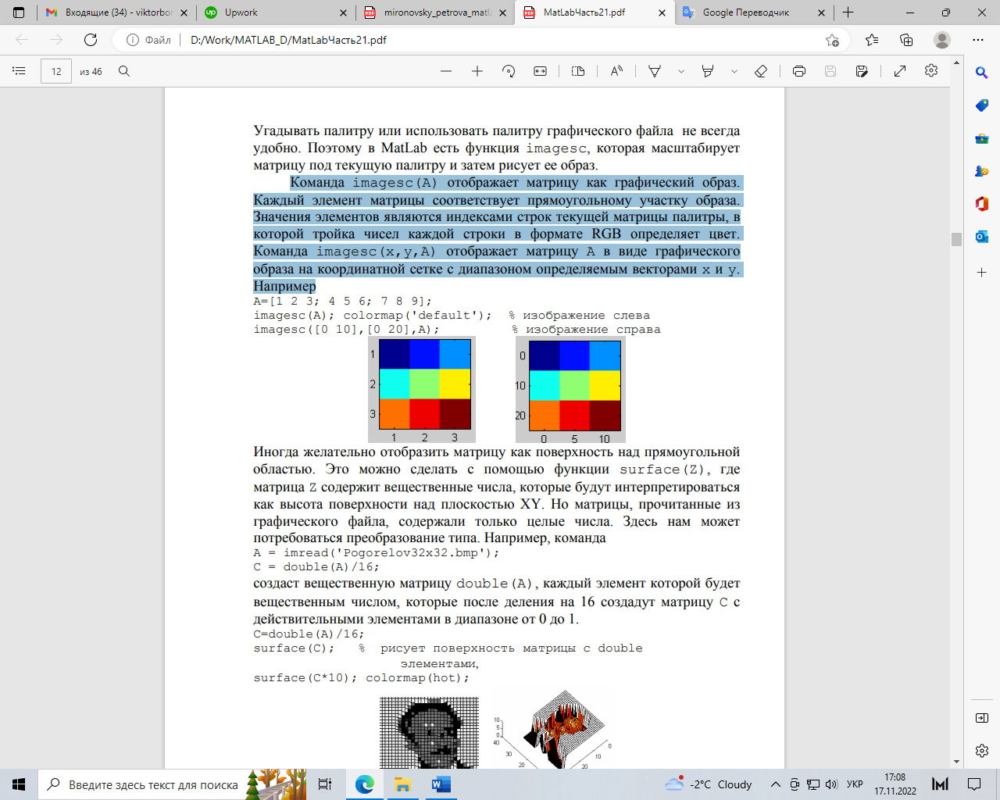 Входящие (34) - viktorbor
Upwork
mironovsky_petrova_matl
MatLabЧасть21.pdf
Google Переводчик
Файл
D:/Work/MATLAB_D/MatLabЧасть21.pdf
12
из 46
Угадывать палитру или использовать палитру графического файла не всегда
удобно. Поэтому в MatLab есть функция imagesc, которая масштабирует
матрицу под текущую палитру и затем рисует ее образ.
Команда imagesc(A) отображает матрицу как графический образ.
Каждый элемент матрицы соответствует прямоугольному участку образа.
Значения элементов являются индексами строк текущей матрицы палитры, в
которой тройка чисел каждой строки в формате RGB определяет цвет.
Команда imagesc(x,y,A) отображает матрицу A в виде графического
образа на координатной сетке с диапазоном определяемым векторами x и y.
Например
A=[1 2 3; 4 5 6; 7 8 9];
imagesc(A); colormap('default'); % изображение слева
imagesc([0 10],[0 20],A); % изображение справа
1
2
3
1 2 3
0
10
20
0 5 10
Иногда желательно отобразить матрицу как поверхность над прямоугольной
областью. Это можно сделать с помощью функции surface(Z), где
матрица Z содержит вещественные числа, которые будут интерпретироваться
как высота поверхности над плоскостью XY. Но матрицы, прочитанные из
графического файла, содержали только целые числа. Здесь нам может
потребоваться преобразование типа. Например, команда
A = imread('Pogorelov32x32.bmp');
C = double(A)/16;
создаст вещественную матрицу double(A), каждый элемент которой будет
вещественным числом, которые после деления на 16 создадут матрицу C с
действительными элементами в диапазоне от 0 до 1.
C=double(A)/16;
surface(C); % рисует поверхность матрицы с double
элементами,
surface(C*10); colormap(hot);
10
5
0
40
30
20
0
10
20
Введите здесь текст для поиска
-2°C Cloudy
УКР
17:08
17.11.2022